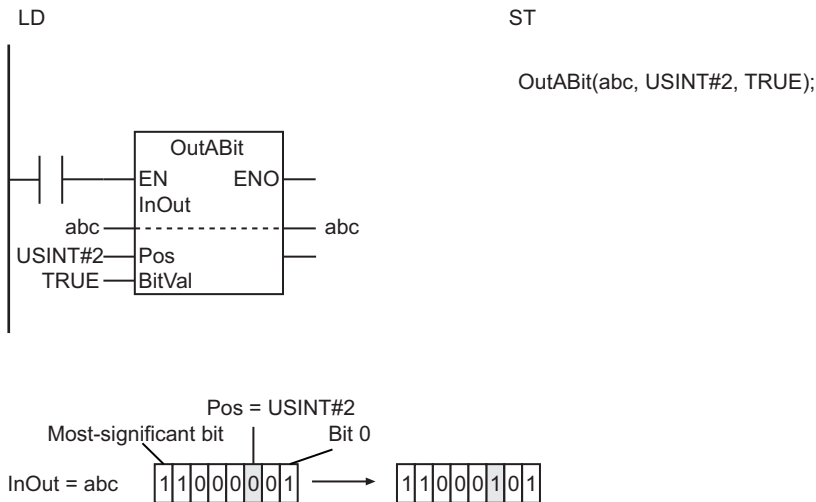 LD
ST
OutABit(abc, USINT#2, TRUE);
OutABit
EN ENO
InOut
abc abc
USINT#2 Pos
TRUE BitVal
Pos = USINT#2
Most-significant bit Bit 0
InOut = abc 1 1 0 0 0 0 0 1 1 1 0 0 0 1 0 1